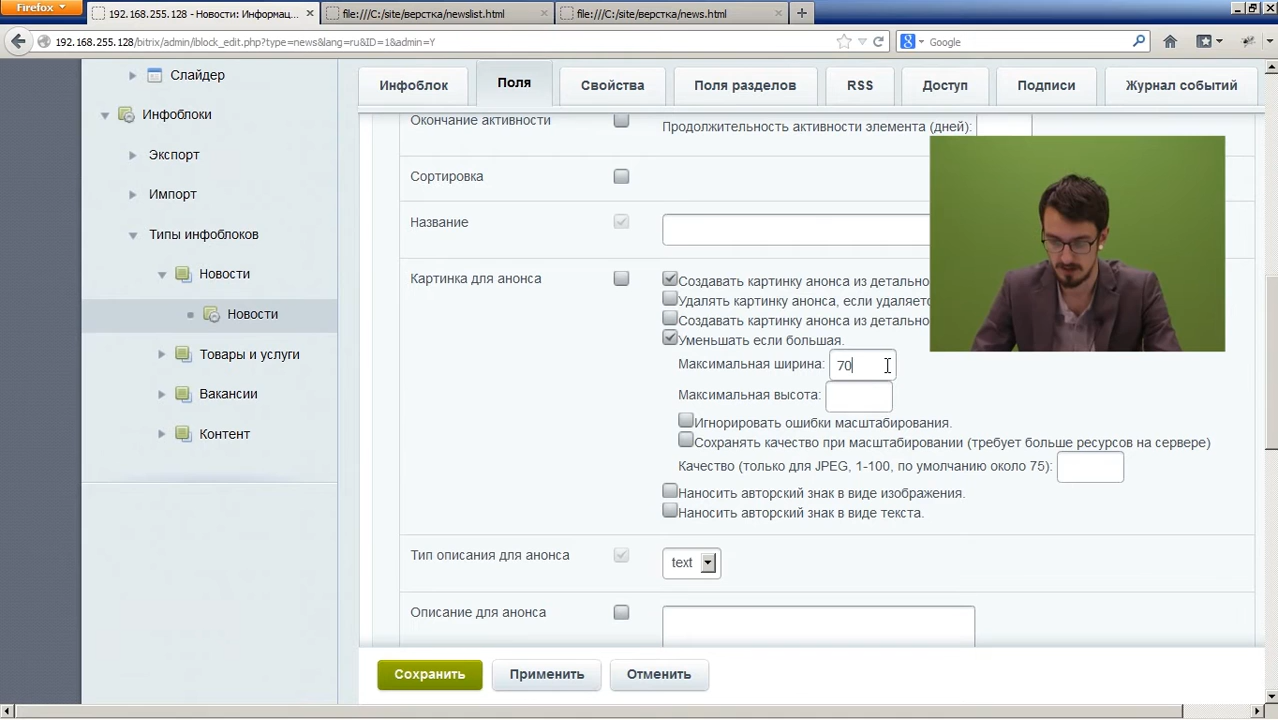 Firefox
192.168.255.128 - Новости: Информац...
file:///C:/site/верстка/newslist.html
file:///C:/site/верстка/news.html
192.168.255.128/bitrix/admin/iblock_edit.php?type=news&lang=ru&ID=1&admin=Y
Google
Слайдер
Инфоблоки
Экспорт
Импорт
Типы инфоблоков
Новости
Новости
Товары и услуги
Вакансии
Контент
Инфоблок
Поля
Свойства
Поля разделов
RSS
Доступ
Подписи
Журнал событий
Окончание активности
Продолжительность активности элемента (дней):
Сортировка
Название
Картинка для анонса
Создавать картинку анонса из детально
Удалять картинку анонса, если удаляетс
Создавать картинку анонса из детально
Уменьшать если большая.
Максимальная ширина: 70
Максимальная высота:
Игнорировать ошибки масштабирования.
Сохранять качество при масштабировании (требует больше ресурсов на сервере)
Качество (только для JPEG, 1-100, по умолчанию около 75):
Наносить авторский знак в виде изображения.
Наносить авторский знак в виде текста.
Тип описания для анонса
text
Описание для анонса
Сохранить
Применить
Отменить